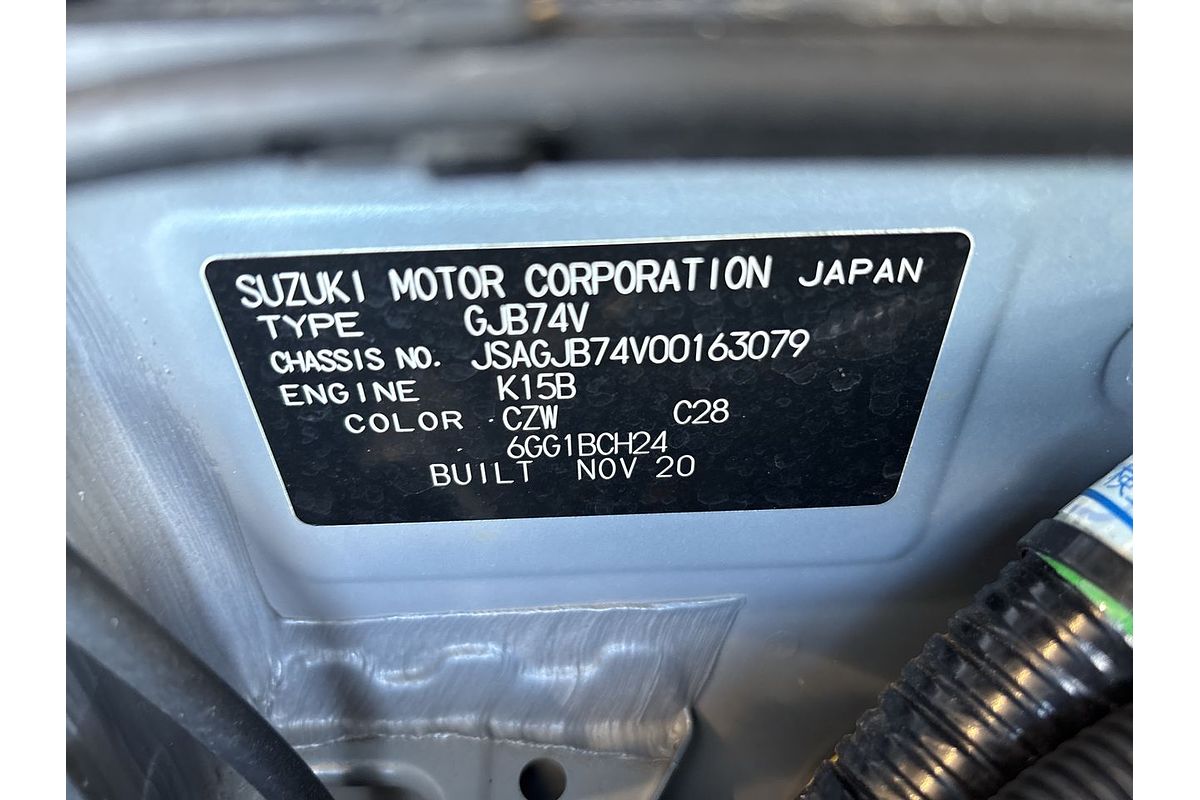 SUZUKI MOTOR CORPORATION JAPAN
TYPE GJB74V
CHASSIS NO. JSAGJB74V00163079
ENGINE K15B
COLOR CZW C28
6GG1BCH24
BUILT NOV 20